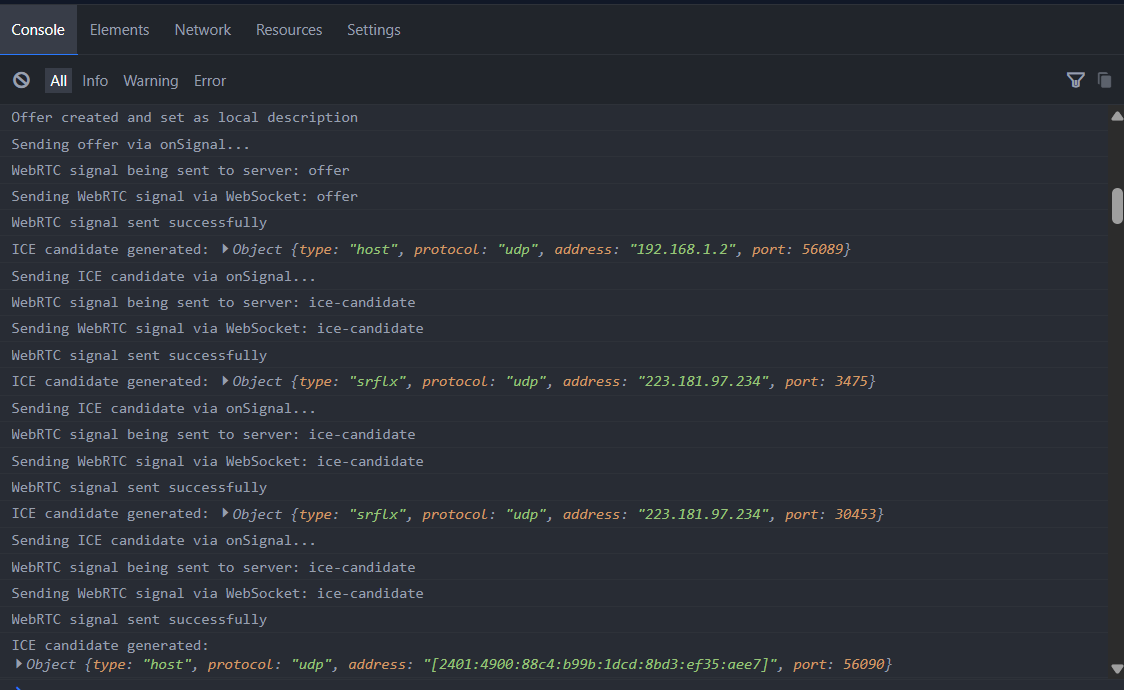 Console Elements Network Resources Settings
All Info Warning Error
Offer created and set as local description
Sending offer via onSignal...
WebRTC signal being sent to server: offer
Sending WebRTC signal via WebSocket: offer
WebRTC signal sent successfully
ICE candidate generated: Object {type: "host", protocol: "udp", address: "192.168.1.2", port: 56089}
Sending ICE candidate via onSignal...
WebRTC signal being sent to server: ice-candidate
Sending WebRTC signal via WebSocket: ice-candidate
WebRTC signal sent successfully
ICE candidate generated: Object {type: "srflx", protocol: "udp", address: "223.181.97.234", port: 3475}
Sending ICE candidate via onSignal...
WebRTC signal being sent to server: ice-candidate
Sending WebRTC signal via WebSocket: ice-candidate
WebRTC signal sent successfully
ICE candidate generated: Object {type: "srflx", protocol: "udp", address: "223.181.97.234", port: 30453}
Sending ICE candidate via onSignal...
WebRTC signal being sent to server: ice-candidate
Sending WebRTC signal via WebSocket: ice-candidate
WebRTC signal sent successfully
ICE candidate generated:
Object {type: "host", protocol: "udp", address: "[2401:4900:88c4:b99b:1dcd:8bd3:ef35:aee7]", port: 56090}